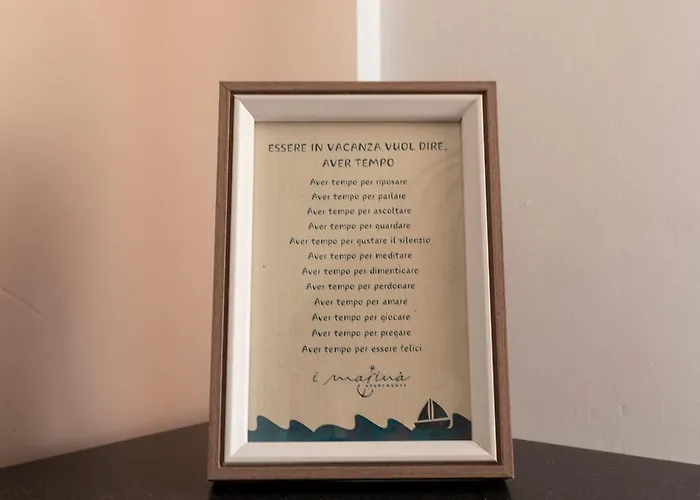 ESSERE IN VACANZA VUOL DIRE,
AVER TEMPO
Aver tempo per riposare
Aver tempo per parlare
Aver tempo per ascoltare
Aver tempo per guardare
Aver tempo per gustare il silenzio
Aver tempo per meditare
Aver tempo per dimenticare
Aver tempo per perdonare
Aver tempo per amare
Aver tempo per giocare
Aver tempo per pregare
Aver tempo per essere felici
i marinà
APARTMENTS